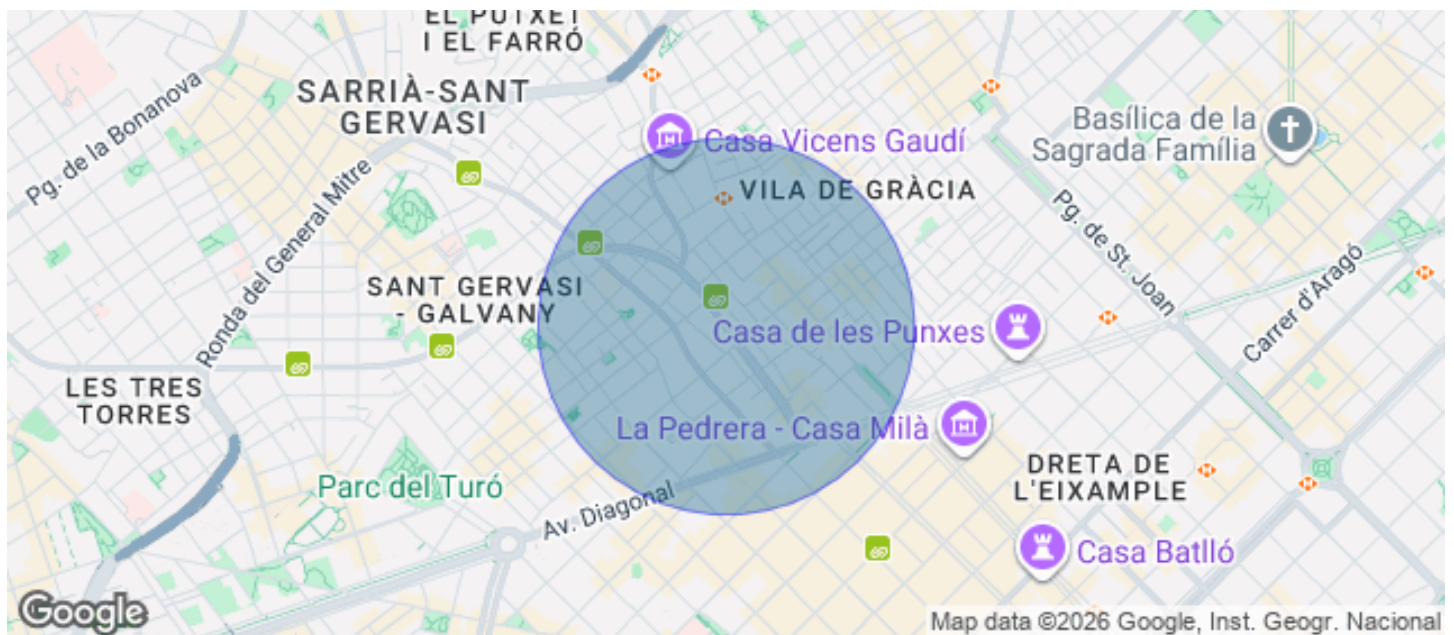 EL PUTXET
I EL FARRÓ
SARRIÀ-SANT
GERVASI
Pg. de la Bonanova
Casa Vicens Gaudí
Basílica de la
Sagrada Família
VILA DE GRÀCIA
Ronda del General Mitre
Pg. de St. Joan
SANT GERVASI
- GALVANY
Carrer d'Aragó
Casa de les Punxes
LES TRES
TORRES
La Pedrera - Casa Milà
DRETA DE
L'EIXAMPLE
Parc del Turó
Av. Diagonal
Casa Batlló
Google
Map data ©2026 Google, Inst. Geogr. Nacional